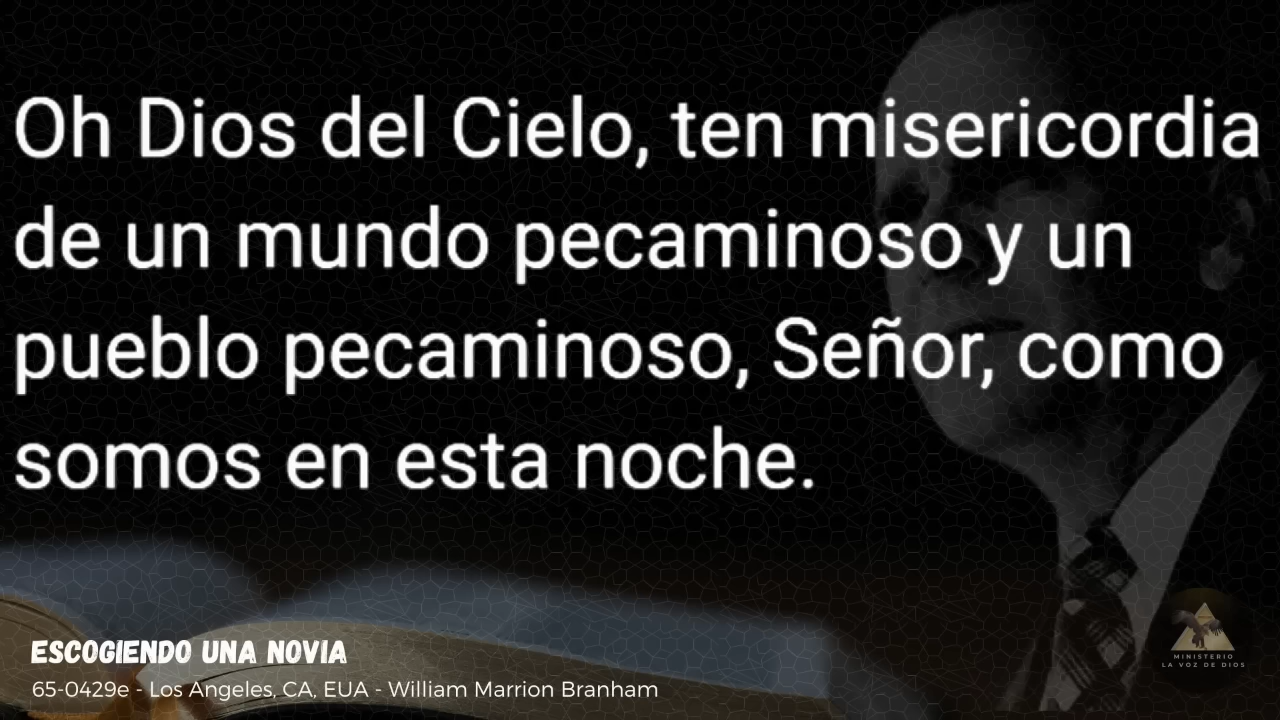 Oh Dios del Cielo, ten misericordia
de un mundo pecaminoso y un
pueblo pecaminoso, Señor, como
somos en esta noche.
ESCOGIENDO UNA NOVIA
65-0429e - Los Angeles, CA, EUA - William Marrion Branham
MINISTERIO
LA VOZ DE DIOS